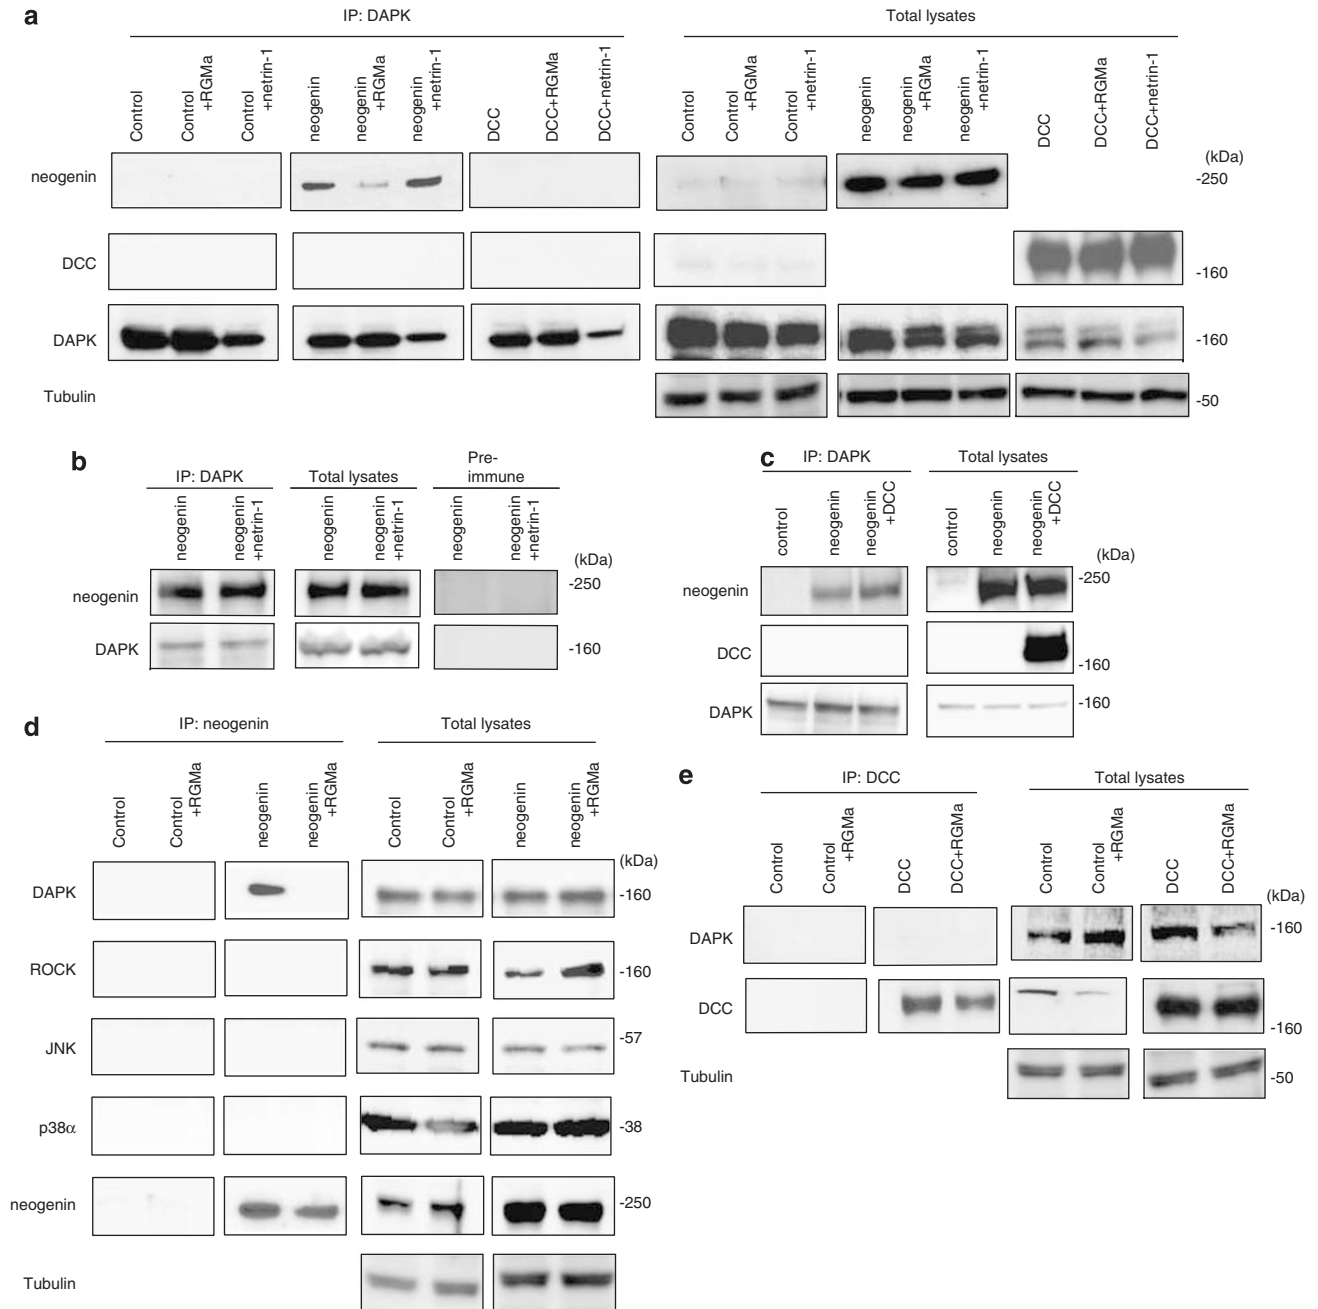 a
IP: DAPK
Total lysates
Control
Control +RGMa
Control +netrin-1
neogenin
neogenin +RGMa
neogenin +netrin-1
DCC
DCC+RGMa
DCC+netrin-1
Control
Control +RGMa
Control +netrin-1
neogenin
neogenin +RGMa
neogenin +netrin-1
DCC
DCC+RGMa
DCC+netrin-1
(kDa)
neogenin
-250
DCC
-160
DAPK
-160
Tubulin
-50
b
IP: DAPK
Total lysates
Pre-
immune
neogenin
neogenin +netrin-1
neogenin
neogenin +netrin-1
neogenin
neogenin +netrin-1
(kDa)
neogenin
-250
DAPK
-160
c
IP: DAPK
Total lysates
control
neogenin
neogenin +DCC
control
neogenin
neogenin +DCC
(kDa)
neogenin
-250
DCC
-160
DAPK
-160
d
IP: neogenin
Total lysates
Control
Control +RGMa
neogenin
neogenin +RGMa
Control
Control +RGMa
neogenin
neogenin +RGMa
(kDa)
DAPK
-160
ROCK
-160
JNK
-57
p38α
-38
neogenin
-250
Tubulin
e
IP: DCC
Total lysates
Control
Control +RGMa
DCC
DCC+RGMa
Control
Control +RGMa
DCC
DCC+RGMa
(kDa)
DAPK
-160
DCC
-160
Tubulin
-50